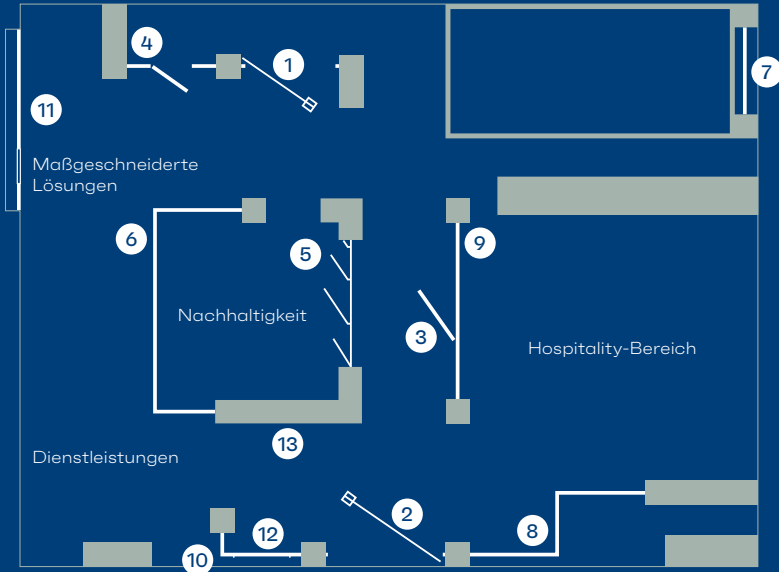 4
1
7
11
Maßgeschneiderte
Lösungen
6
5
9
Nachhaltigkeit
3
Hospitality-Bereich
13
Dienstleistungen
2
12
8
10